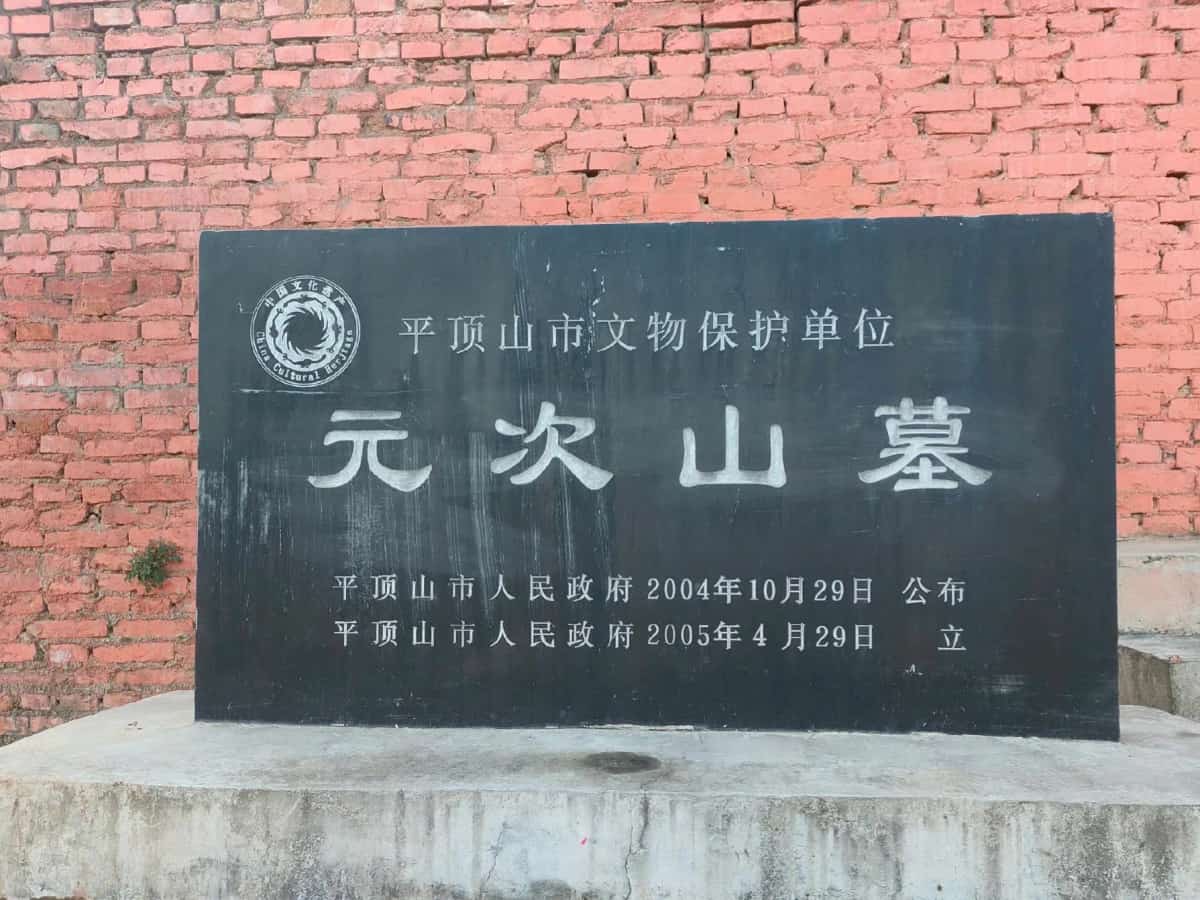 中国文化遗产
China Cultural Heritage
平顶山市文物保护单位
元次山墓
平顶山市人民政府2004年10月29日 公布
平顶山市人民政府2005年4月29日 立